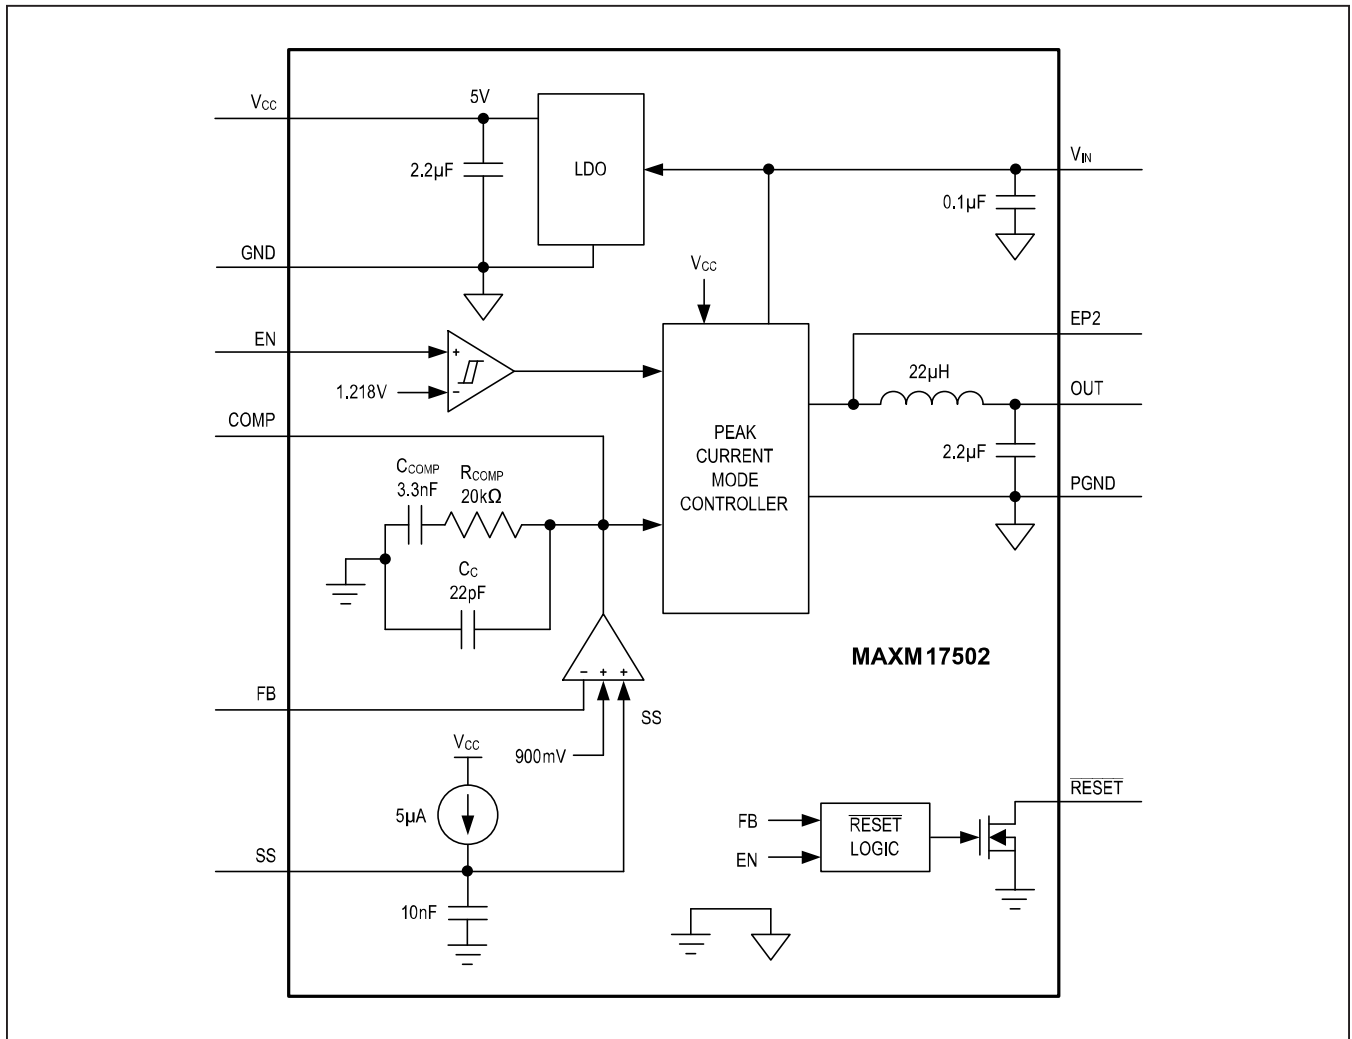 VCC
5V
LDO
2.2µF
VIN
0.1µF
GND
VCC
EN
1.218V
+
−
EP2
22µH
OUT
COMP
PEAK
CURRENT
MODE
CONTROLLER
2.2µF
PGND
CCOMP
3.3nF
RCOMP
20kΩ
CC
22pF
MAXM17502
− + +
FB
SS
900mV
VCC
5µA
SS
10nF
RESET
FB
EN
RESET
LOGIC